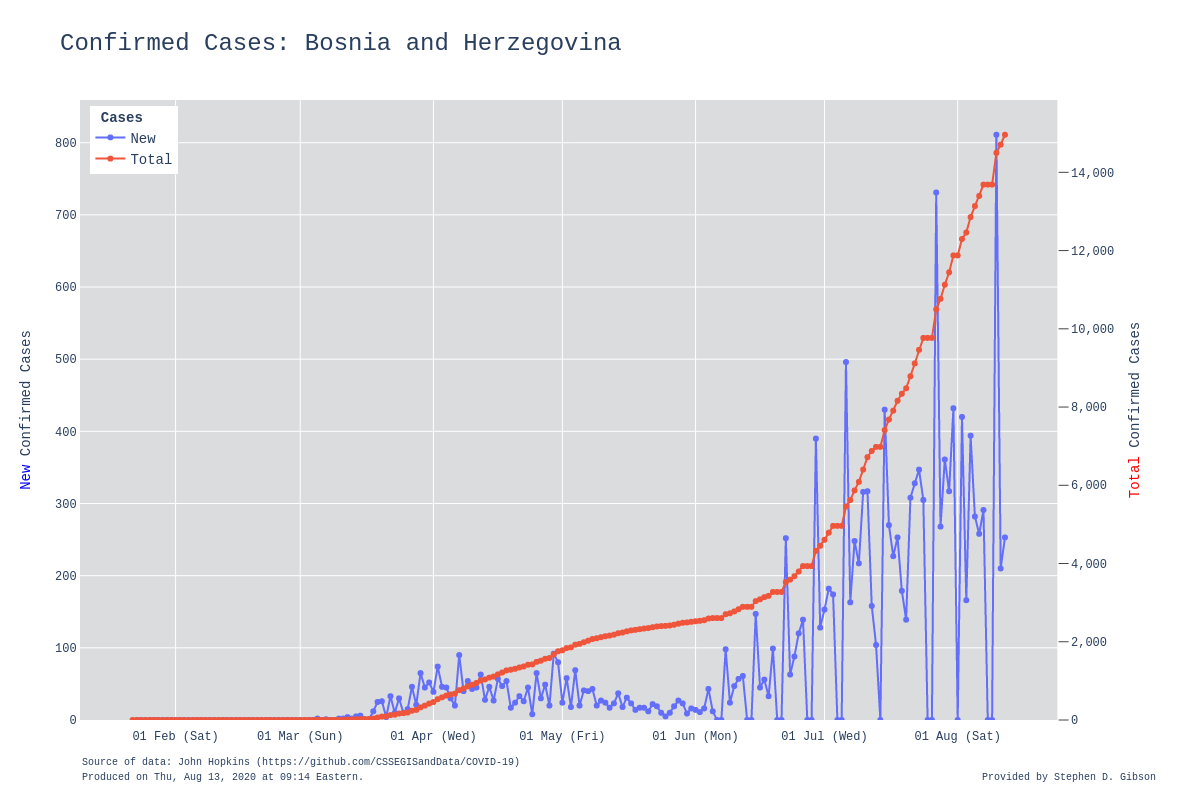 Confirmed Cases: Bosnia and Herzegovina
Cases
New
Total
800
700
600
500
400
300
200
100
0
14,000
12,000
10,000
8,000
6,000
4,000
2,000
0
New Confirmed Cases
Total Confirmed Cases
01 Feb (Sat) 01 Mar (Sun) 01 Apr (Wed) 01 May (Fri) 01 Jun (Mon) 01 Jul (Wed) 01 Aug (Sat)
Source of data: John Hopkins (https://github.com/CSSEGISandData/COVID-19)
Produced on Thu, Aug 13, 2020 at 09:14 Eastern.
Provided by Stephen D. Gibson